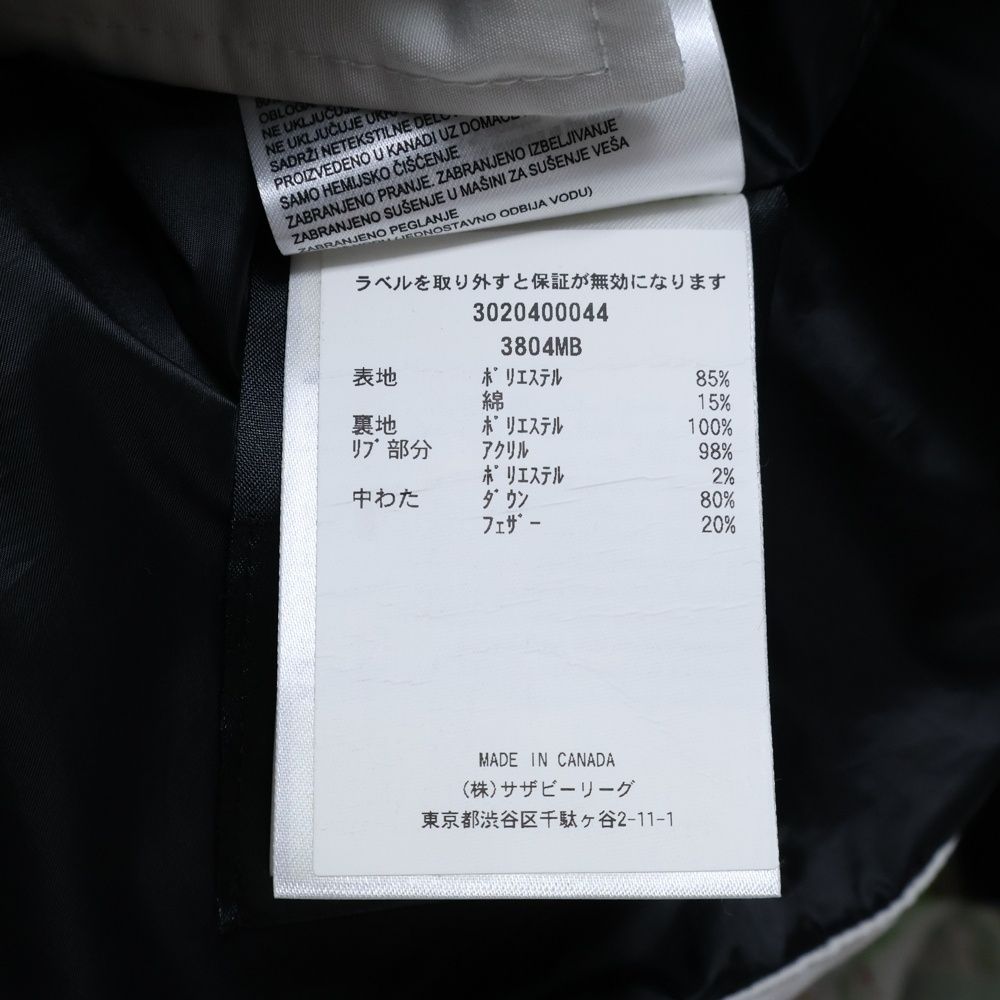 OBLOGA
NE UKLJUČUJE UKR
SADRŽI NETEKSTILNE DELO
PROIZVEDENO U KANADI UZ DOMAĆE
SAMO HEMIJSKO ČIŠĆENJE
ZABRANJENO PRANJE. ZABRANJENO IZBELJIVANJE
ZABRANJENO SUŠENJE U MAŠINI ZA SUŠENJE VEŠA
ZABRANJENO PEGLANJE
JEDNOSTAVNO ODBIJA VODU)
ラベルを取り外すと保証が無効になります
3020400044
3804MB
表地 ポリエステル 85%
綿 15%
裏地 ポリエステル 100%
リブ部分 アクリル 98%
ポリエステル 2%
中わた ダウン 80%
フェザー 20%
MADE IN CANADA
(株)サザビーリーグ
東京都渋谷区千駄ヶ谷2-11-1